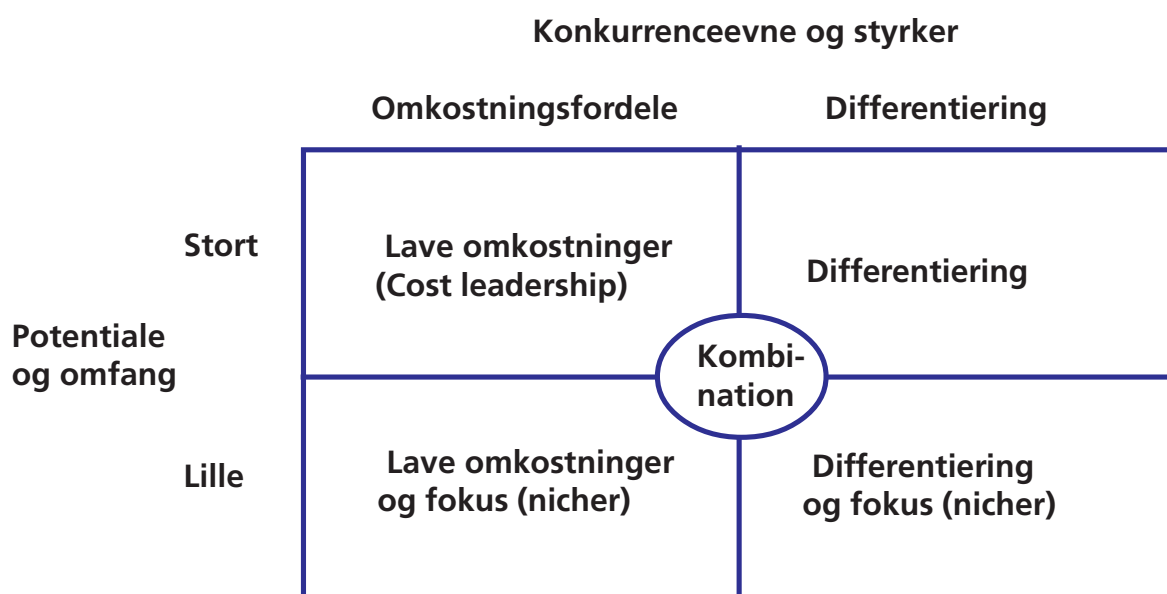 Konkurrenceevne og styrker
Omkostningsfordele
Differentiering
Stort
Lave omkostninger
(Cost leadership)
Differentiering
Potentiale
og omfang
Kombi-
nation
Lille
Lave omkostninger
og fokus (nicher)
Differentiering
og fokus (nicher)